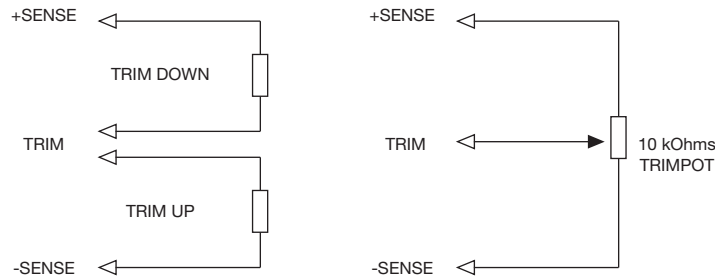 +SENSE
TRIM DOWN
TRIM
TRIM UP
-SENSE
+SENSE
TRIM
10 kOhms
TRIMPOT
-SENSE